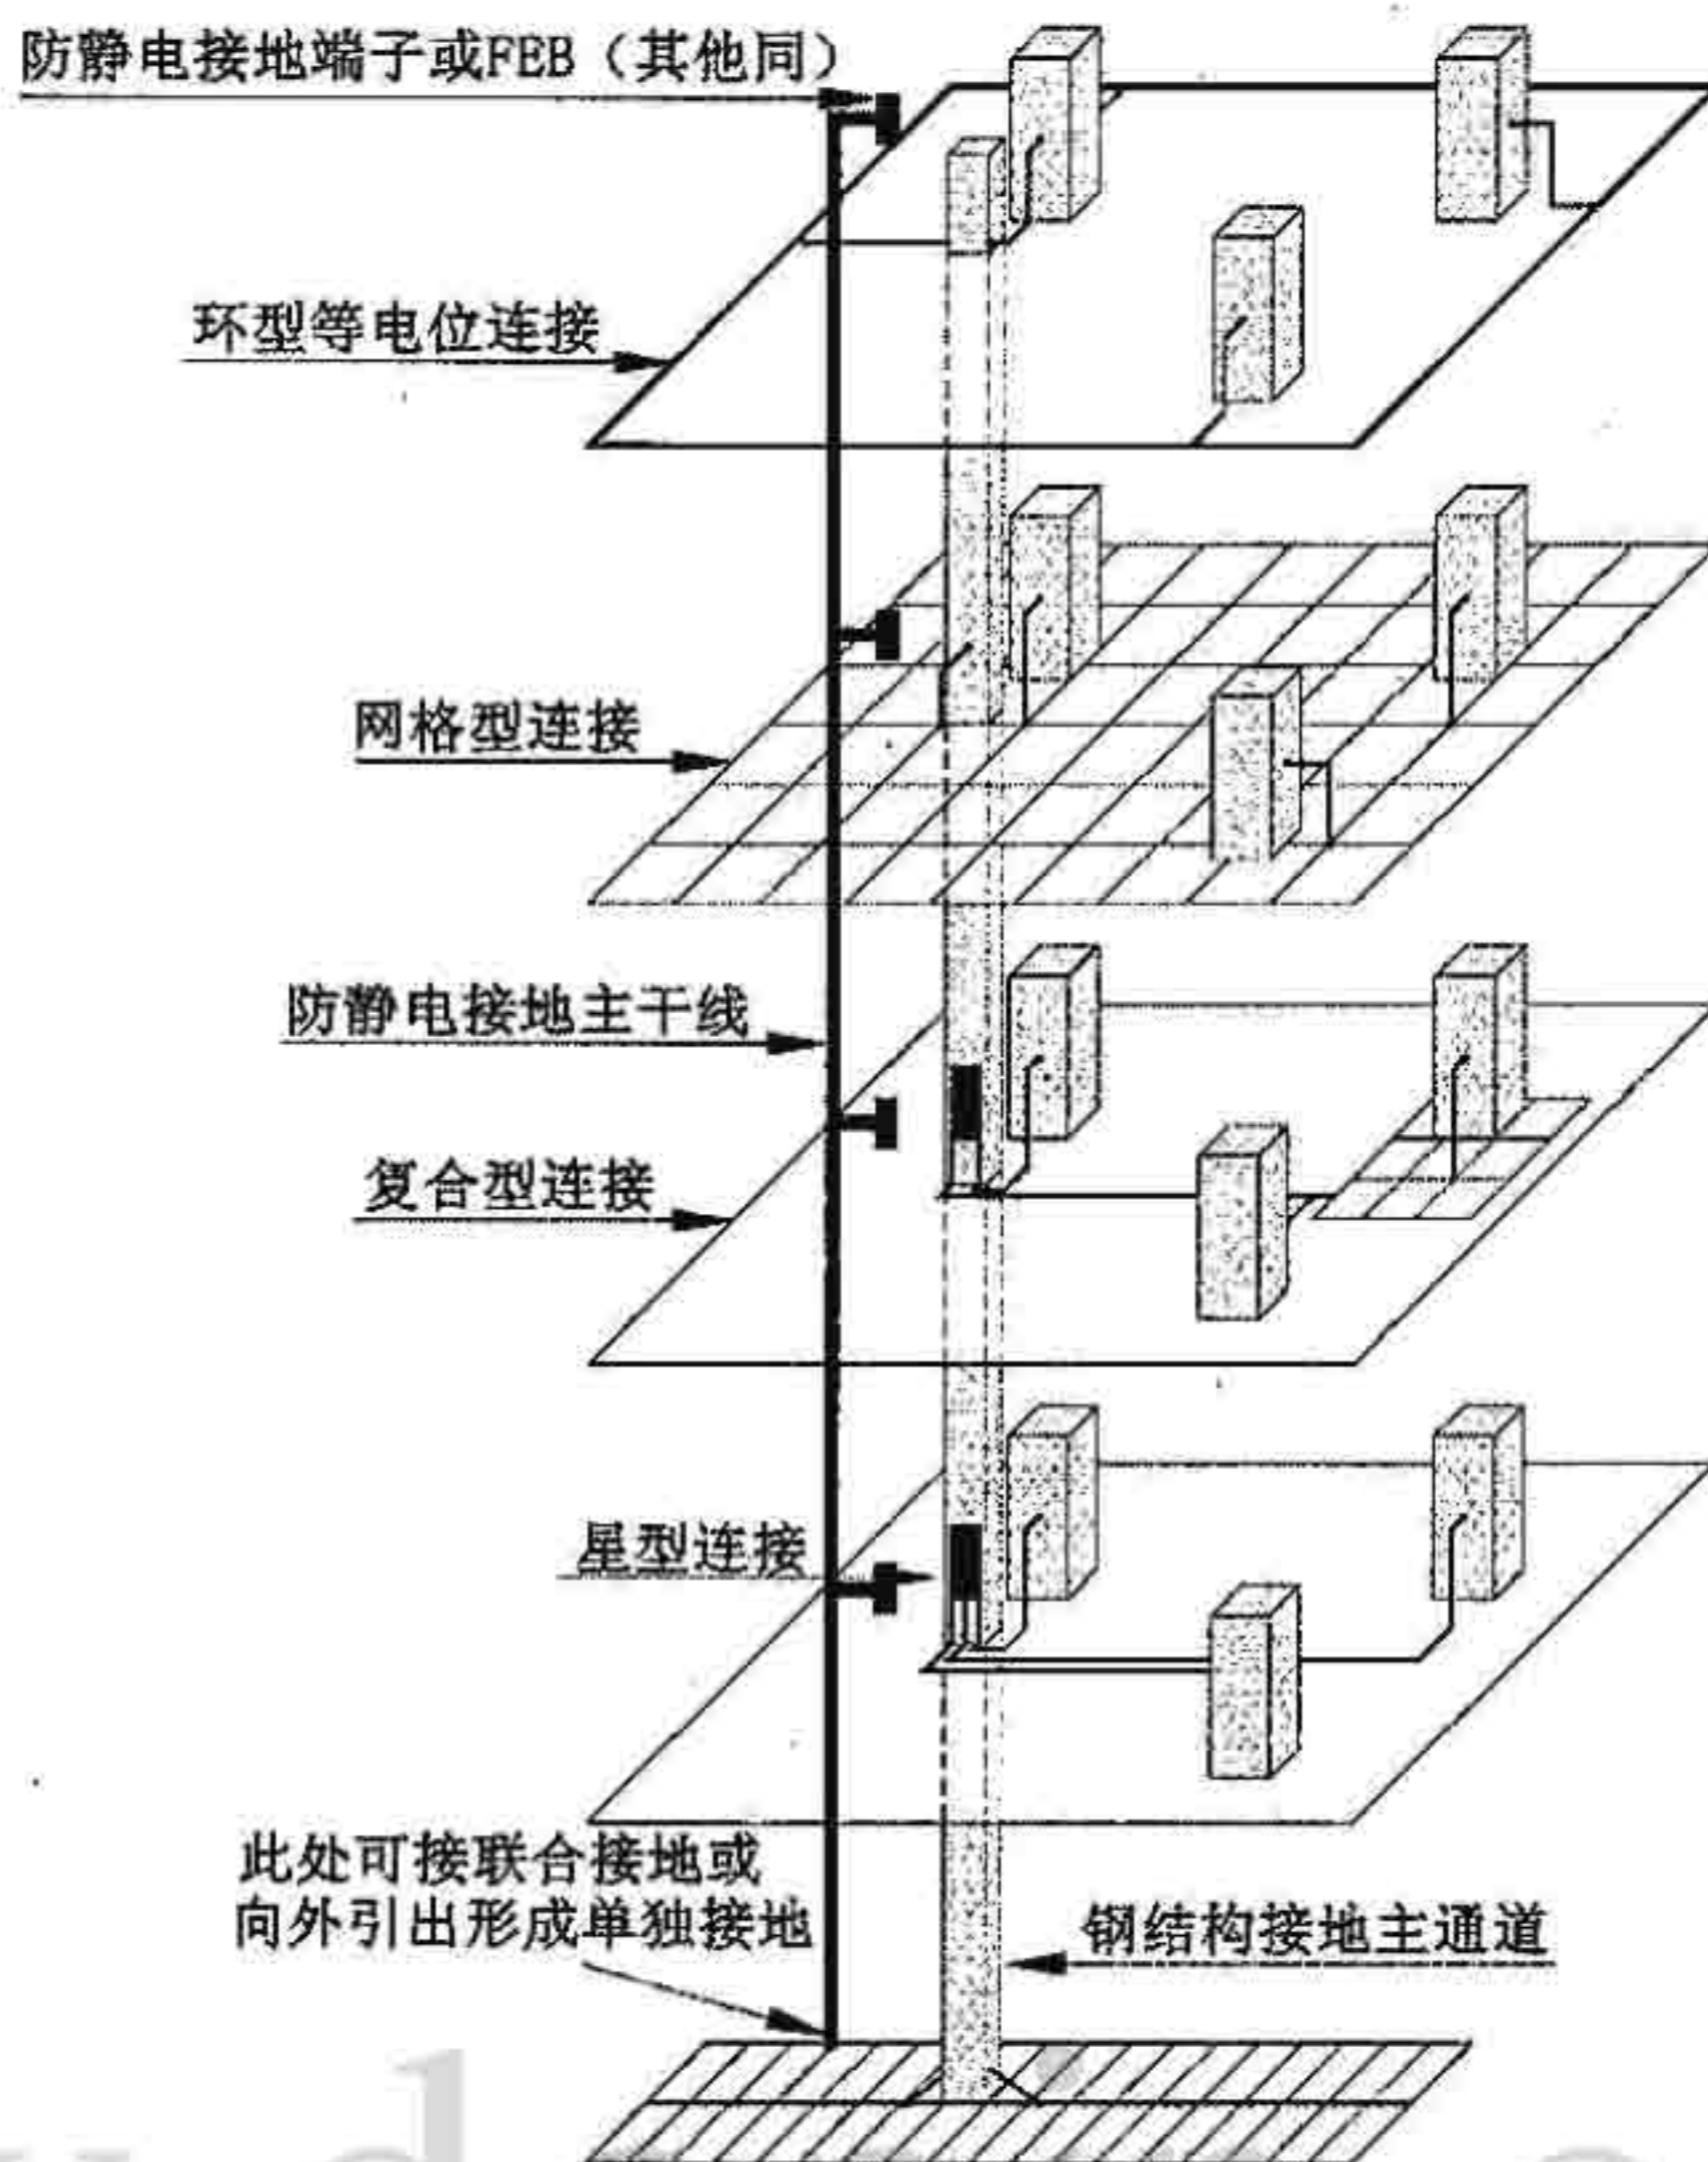 防静电接地端子或FEB（其他同）
环型等电位连接
网格型连接
防静电接地主干线
复合型连接
星型连接
此处可接联合接地或
向外引出形成单独接地
钢结构接地主通道